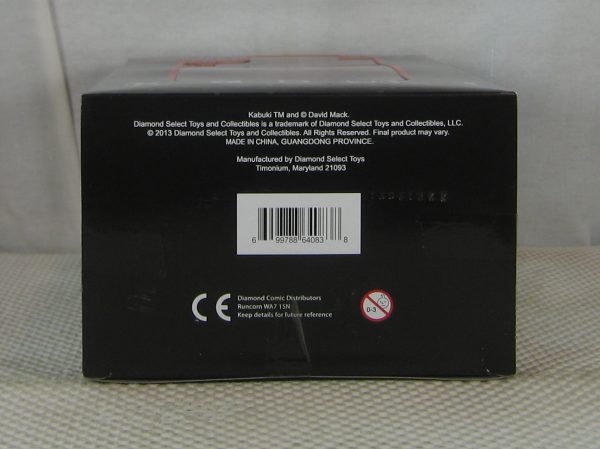 Kabuki TM and © David Mack.
Diamond Select Toys and Collectibles is a trademark of Diamond Select Toys and Collectibles, LLC.
© 2013 Diamond Select Toys and Collectibles. All Rights Reserved. Final product may vary.
MADE IN CHINA, GUANGDONG PROVINCE.
Manufactured by Diamond Select Toys
Timonium, Maryland 21093
6 99788 64083 8
CE
Diamond Comic Distributors
Runcorn WA7 1SN
Keep details for future reference
0-3